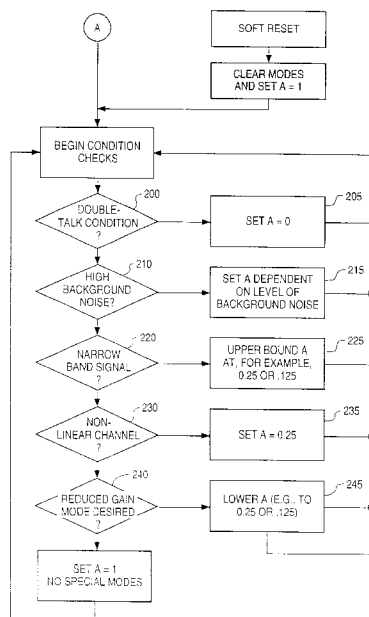 A
SOFT RESET
CLEAR MODES
AND SET A = 1
BEGIN CONDITION
CHECKS
200
DOUBLE-
TALK CONDITION
?
205
SET A = 0
210
HIGH
BACKGROUND
NOISE?
215
SET A DEPENDENT
ON LEVEL OF
BACKGROUND NOISE
220
NARROW
BAND SIGNAL
?
225
UPPER BOUND A
AT, FOR EXAMPLE,
0.25 OR .125
230
NON-
LINEAR CHANNEL
?
235
SET A = 0.25
240
REDUCED GAIN
MODE DESIRED
?
245
LOWER A (E.G., TO
0.25 OR .125)
SET A = 1
NO SPECIAL MODES